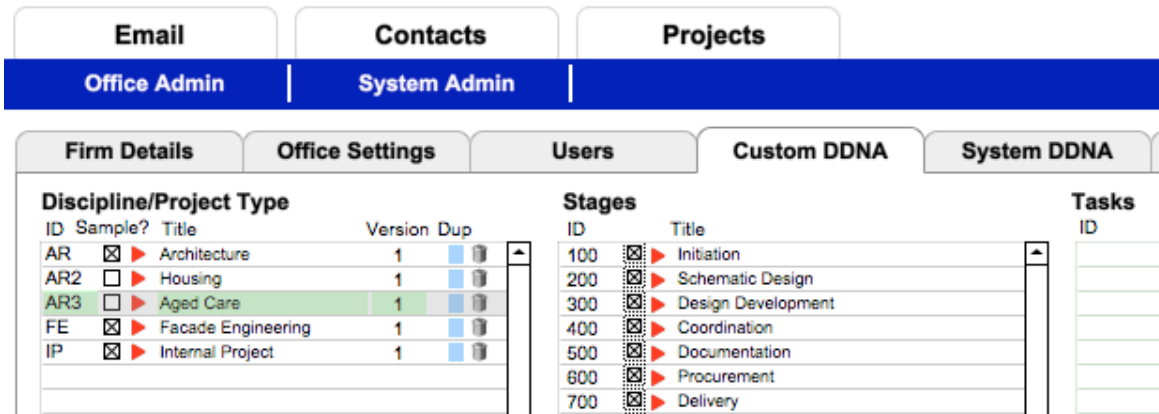 Email Contacts Projects
Office Admin System Admin
Firm Details Office Settings Users Custom DDNA System DDNA
Discipline/Project Type Stages Tasks
ID Sample? Title Version Dup ID Title ID
AR Architecture 1 100 Initiation
AR2 Housing 1 200 Schematic Design
AR3 Aged Care 1 300 Design Development
FE Facade Engineering 1 400 Coordination
IP Internal Project 1 500 Documentation
600 Procurement
700 Delivery